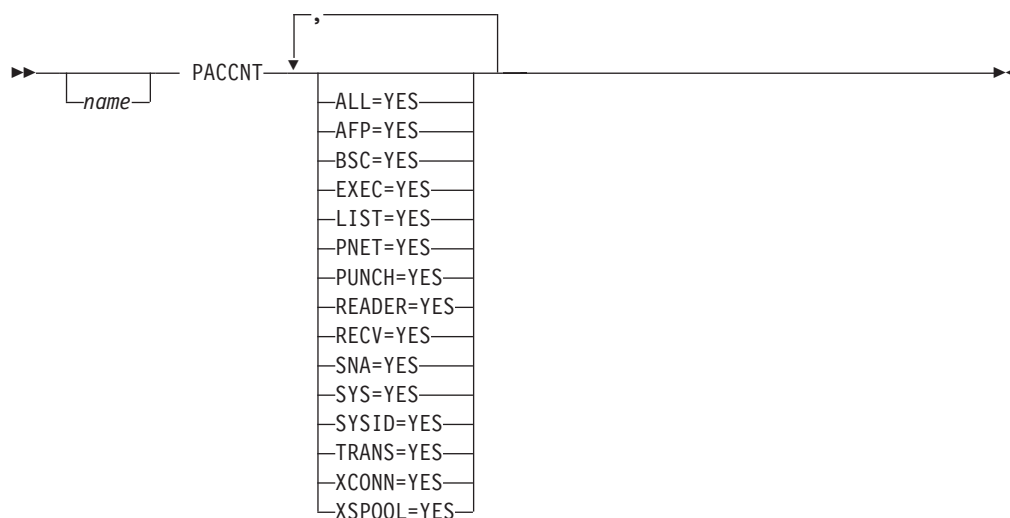 ,
PACCNT
name
ALL=YES
AFP=YES
BSC=YES
EXEC=YES
LIST=YES
PNET=YES
PUNCH=YES
READER=YES
RECV=YES
SNA=YES
SYS=YES
SYSID=YES
TRANS=YES
XCONN=YES
XSPOOL=YES